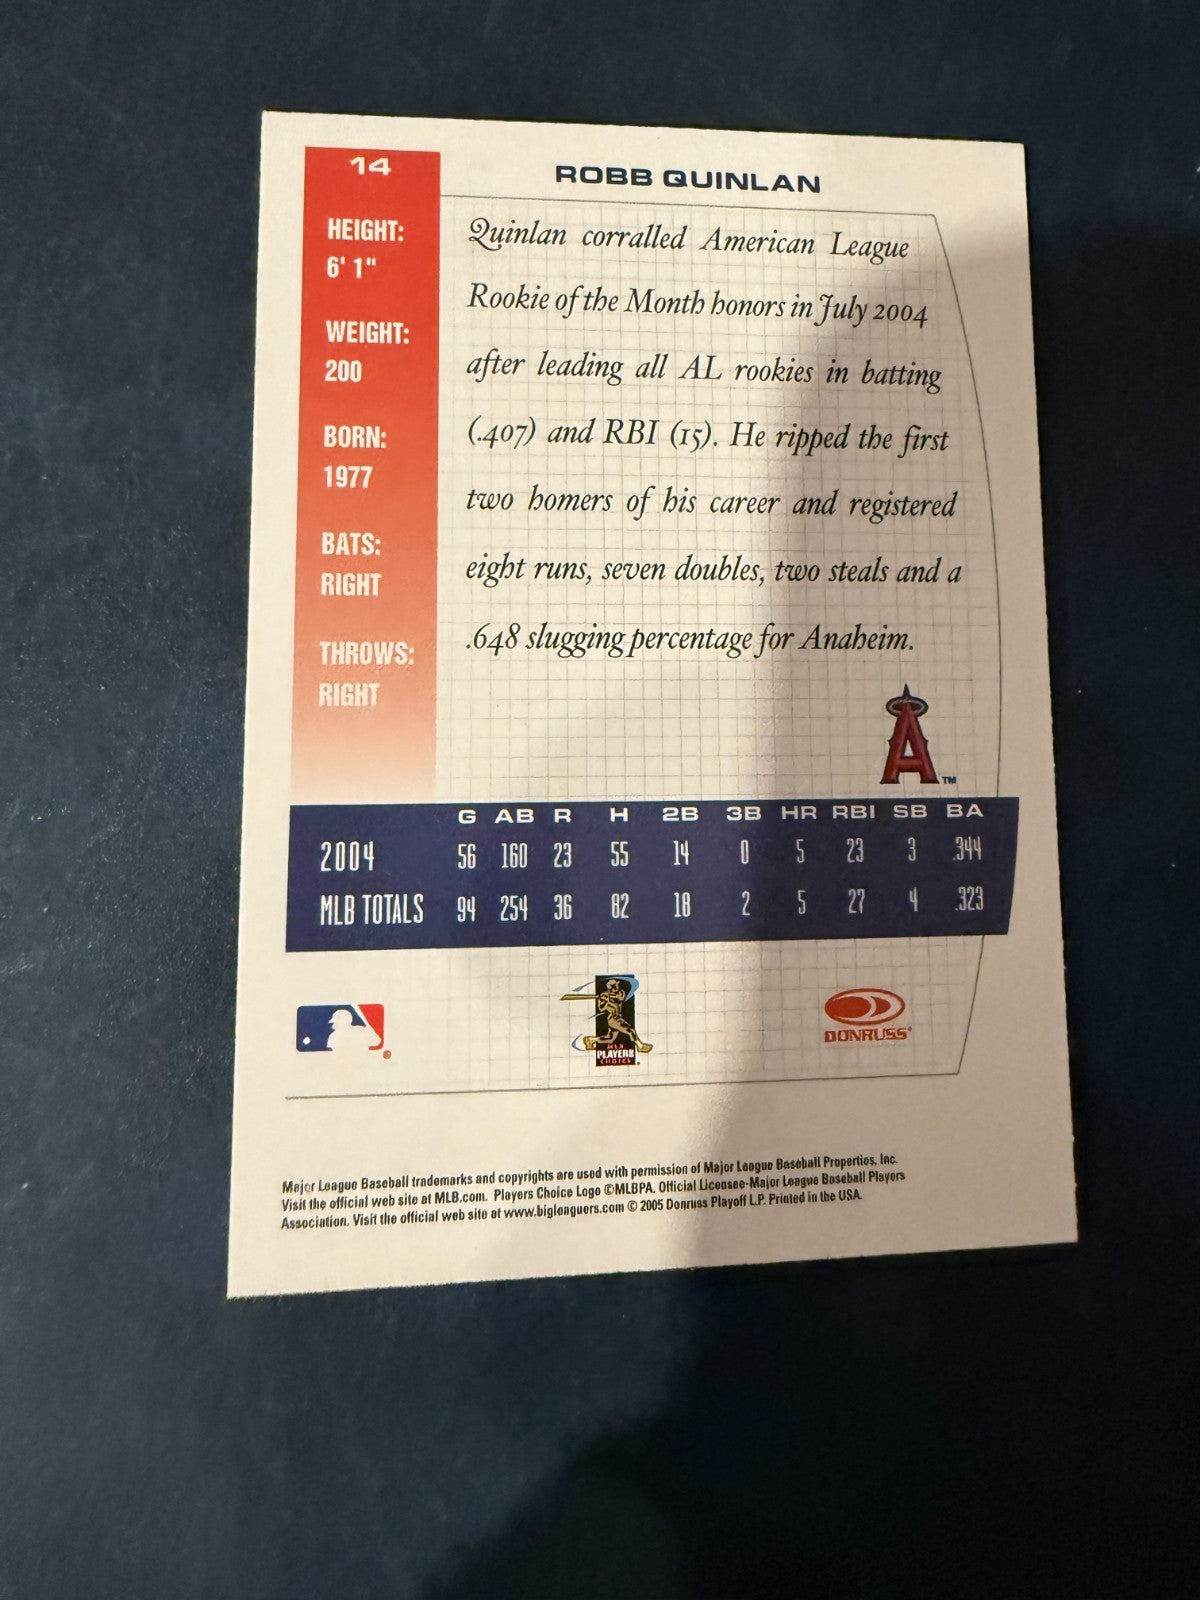 14
ROBB QUINLAN
HEIGHT:
6' 1"
WEIGHT:
200
BORN:
1977
BATS:
RIGHT
THROWS:
RIGHT
Quinlan corralled American League
Rookie of the Month honors in July 2004
after leading all AL rookies in batting
(.407) and RBI (15). He ripped the first
two homers of his career and registered
eight runs, seven doubles, two steals and a
.648 slugging percentage for Anaheim.
A TM
G AB R H 2B 3B HR RBI SB BA
2004 56 160 23 55 14 0 5 23 3 .344
MLB TOTALS 94 254 36 82 18 2 5 27 4 .323
MLB
PLAYERS
CHOICE
DONRUSS®
Major League Baseball trademarks and copyrights are used with permission of Major League Baseball Properties, Inc.
Visit the official web site at MLB.com. Players Choice Logo ©MLBPA. Official Licensee-Major League Baseball Players
Association. Visit the official web site at www.bigleaguers.com © 2005 Donruss Playoff L.P. Printed in the USA.